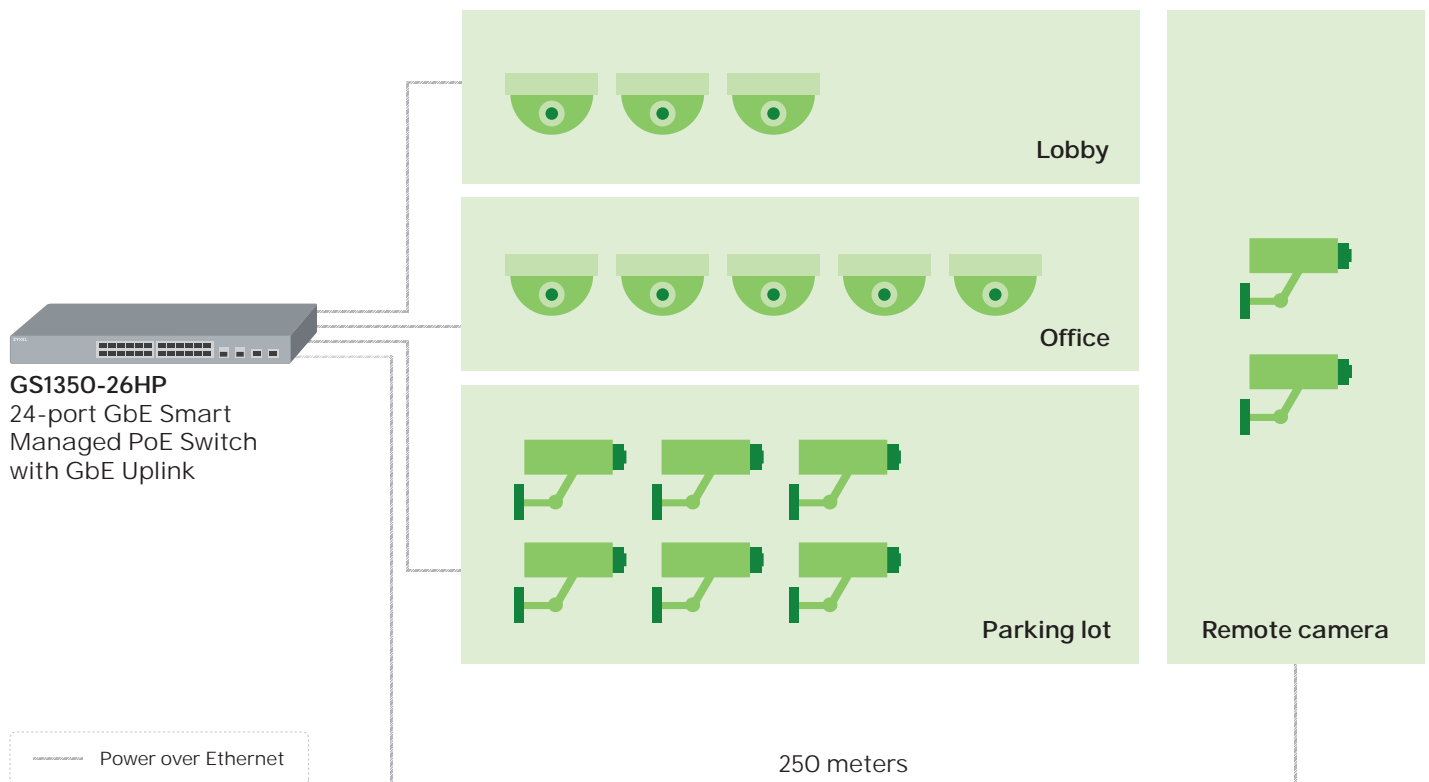 Lobby
Office
ZYXEL
GS1350-26HP
24-port GbE Smart
Managed PoE Switch
with GbE Uplink
Parking lot
Remote camera
Power over Ethernet
250 meters